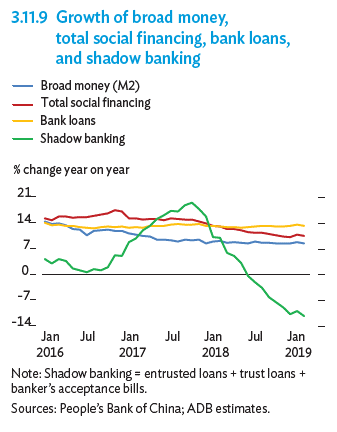 3.11.9 Growth of broad money,
total social financing, bank loans,
and shadow banking
Broad money (M2)
Total social financing
Bank loans
Shadow banking
% change year on year
21
14
7
0
-7
-14
Jan Jul Jan Jul Jan Jul Jan
2016 2017 2018 2019
Note: Shadow banking = entrusted loans + trust loans +
banker's acceptance bills.
Sources: People's Bank of China; ADB estimates.